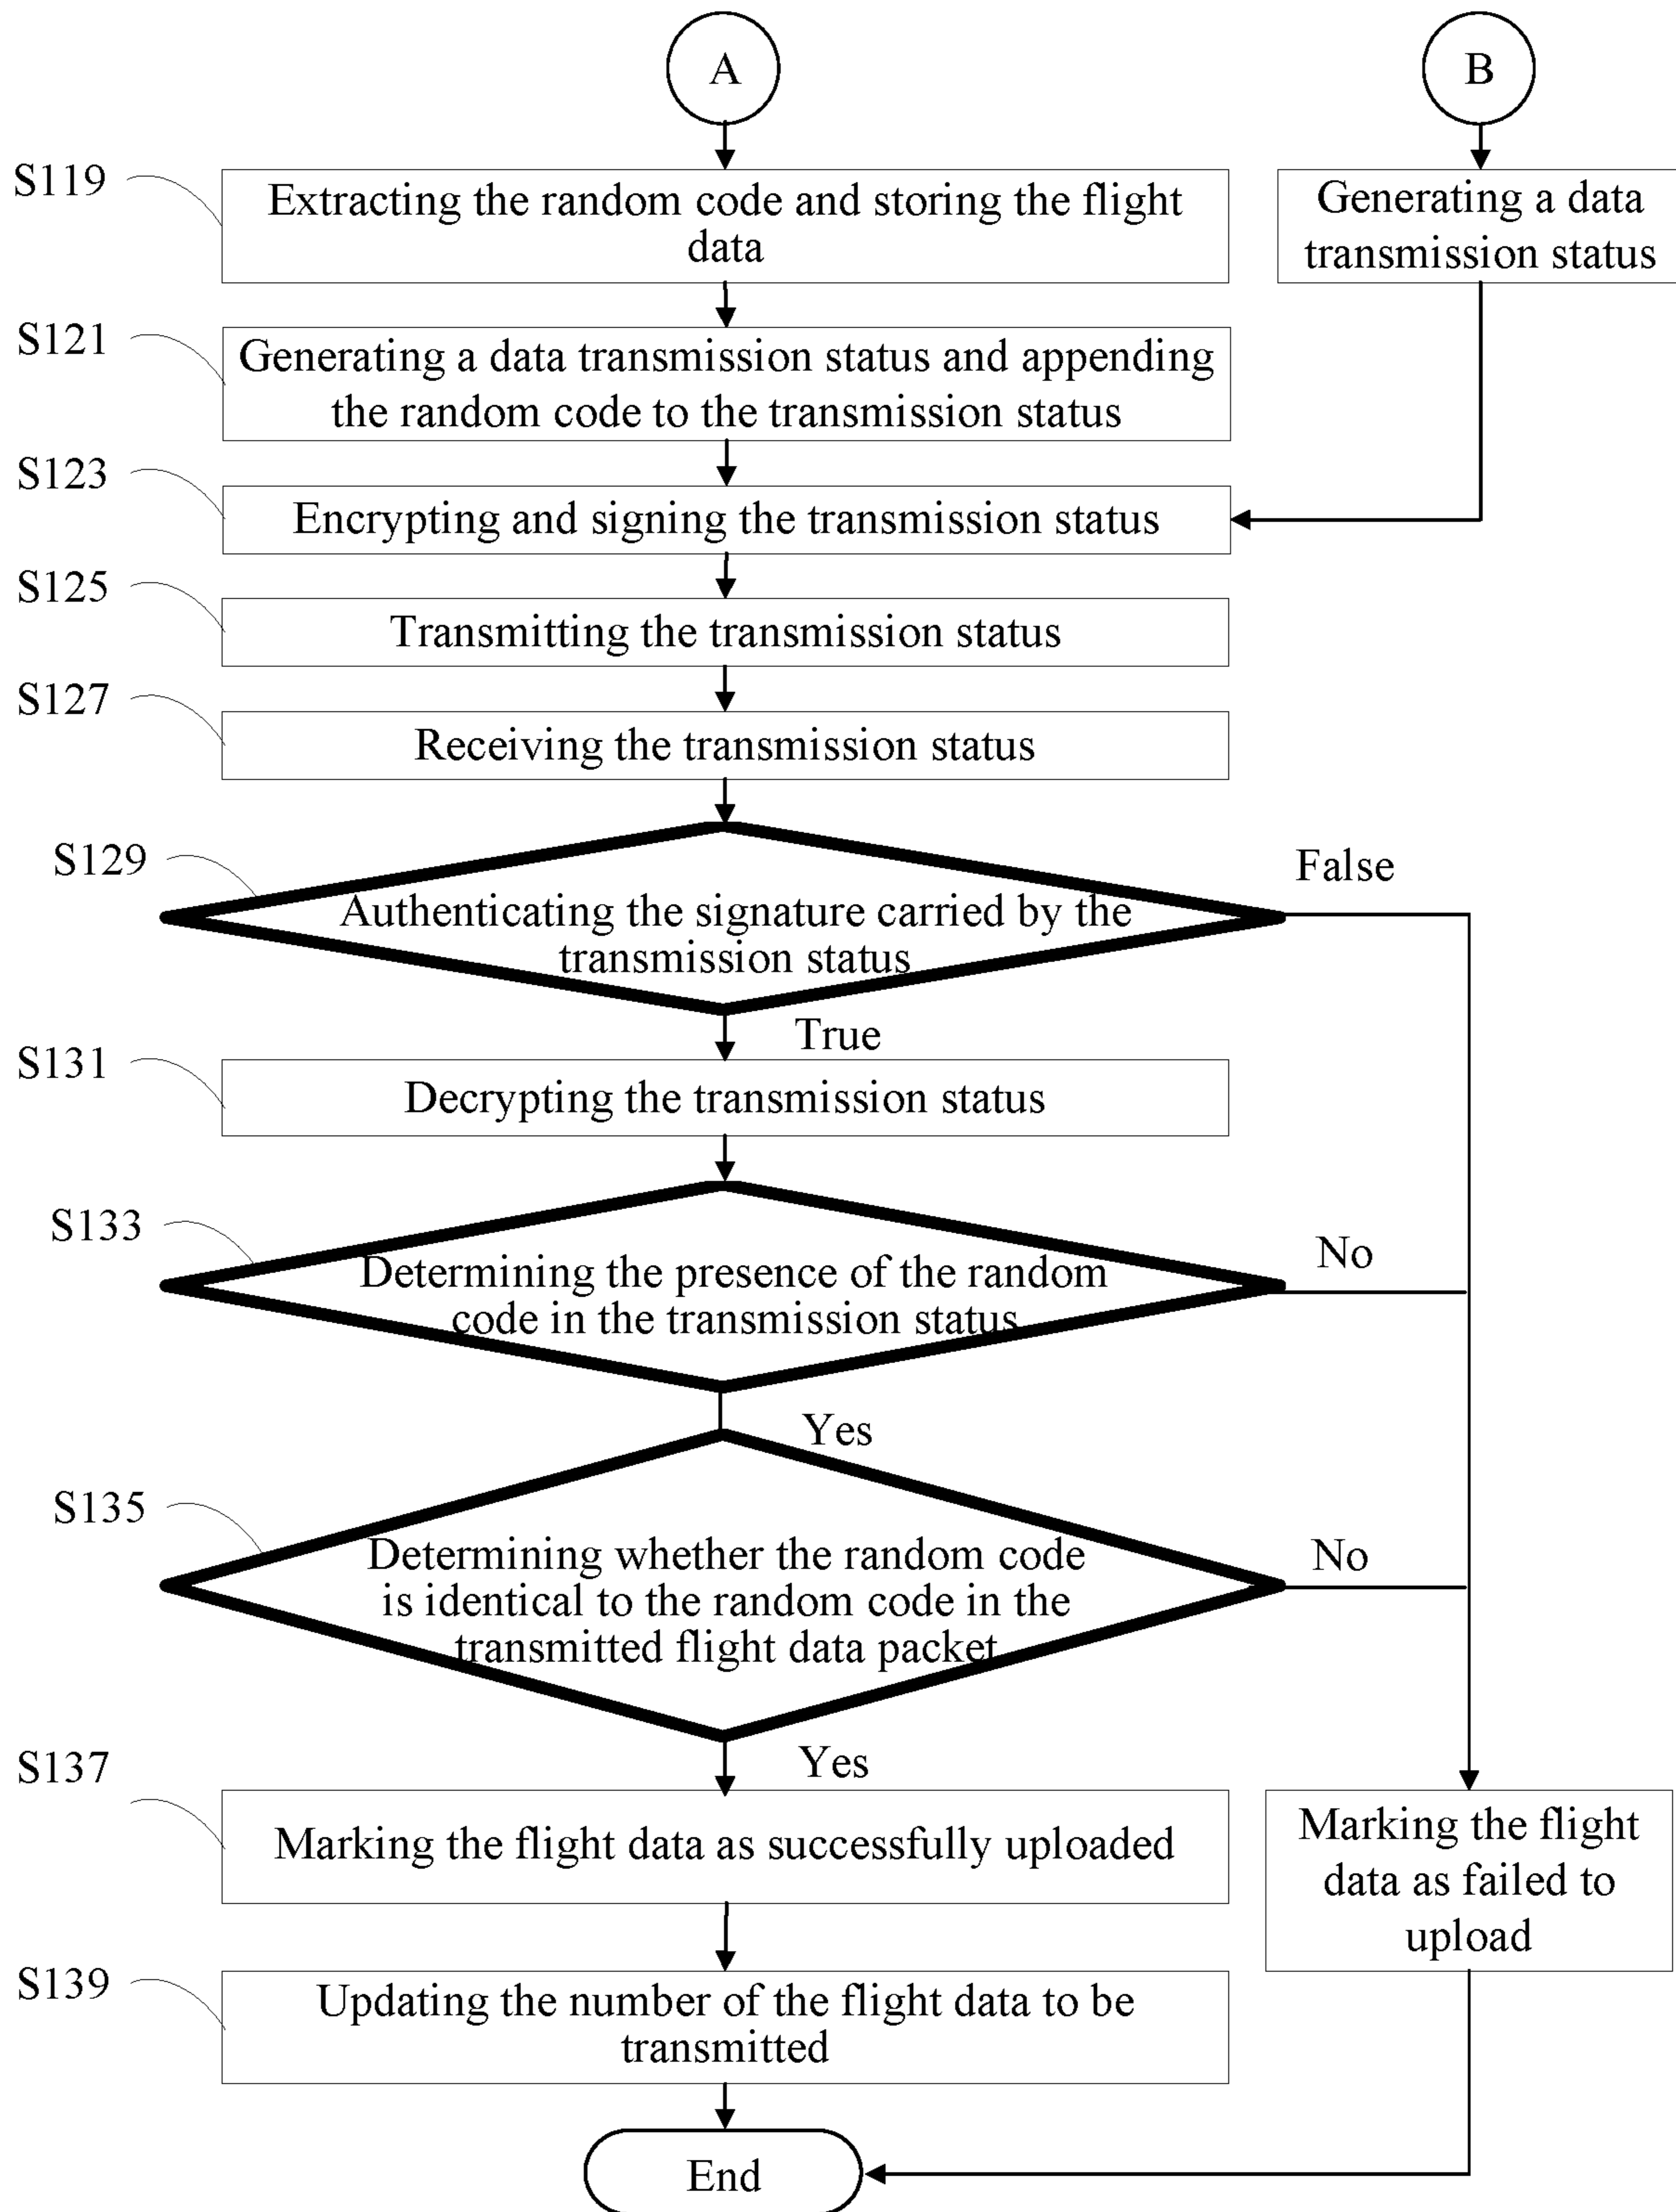 A
B
S119
Extracting the random code and storing the flight
data
Generating a data
transmission status
S121
Generating a data transmission status and appending
the random code to the transmission status
S123
Encrypting and signing the transmission status
S125
Transmitting the transmission status
S127
Receiving the transmission status
S129
Authenticating the signature carried by the
transmission status
False
True
S131
Decrypting the transmission status
S133
Determining the presence of the random
code in the transmission status
No
Yes
S135
Determining whether the random code
is identical to the random code in the
transmitted flight data packet
No
Yes
S137
Marking the flight data as successfully uploaded
Marking the flight
data as failed to
upload
S139
Updating the number of the flight data to be
transmitted
End